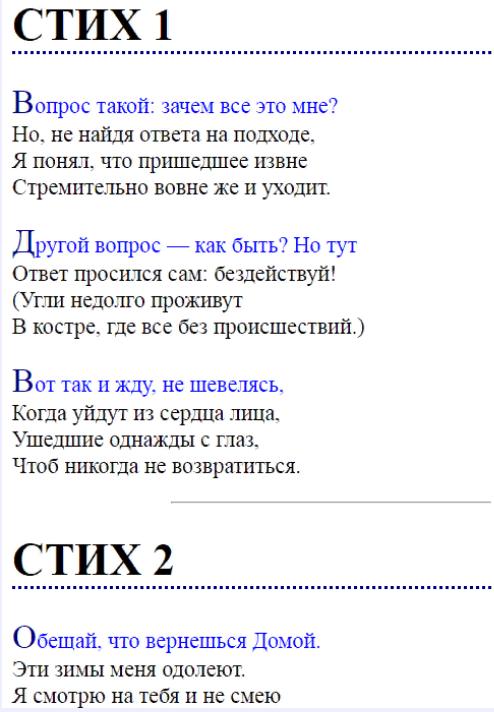 СТИХ 1
Вопрос такой: зачем все это мне?
Но, не найдя ответа на подходе,
Я понял, что пришедшее извне
Стремительно вовне же и уходит.
Другой вопрос — как быть? Но тут
Ответ просился сам: бездействуй!
(Угли недолго проживут
В костре, где все без происшествий.)
Вот так и жду, не шевелясь,
Когда уйдут из сердца лица,
Ушедшие однажды с глаз,
Чтоб никогда не возвратиться.
СТИХ 2
Обещай, что вернешься Домой.
Эти зимы меня одолеют.
Я смотрю на тебя и не смею